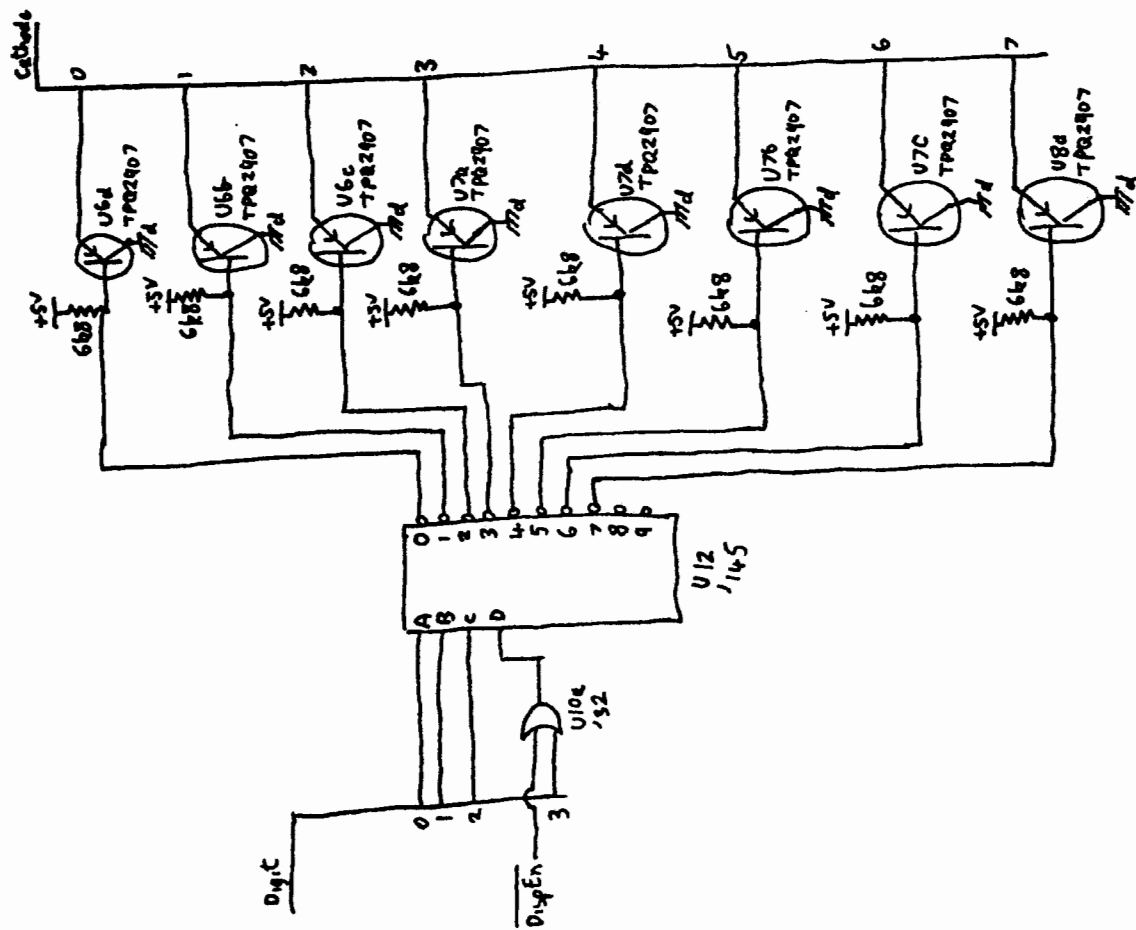 Cathode
0
1
2
3
4
5
6
7
U6d
TPQ2907
d
+5V
6k8
U6b
TPQ2907
d
+5V
6k8
U6c
TPQ2907
d
+5V
6k8
U7a
TPQ2907
d
+5V
6k8
U7d
TPQ2907
d
+5V
6k8
U7b
TPQ2907
d
+5V
6k8
U7c
TPQ2907
d
+5V
6k8
U8d
TPQ2907
d
+5V
6k8
0
1
2
3
4
5
6
7
8
9
A
B
C
D
U12
'145
U10a
'32
Digit
0
1
2
3
DispEn